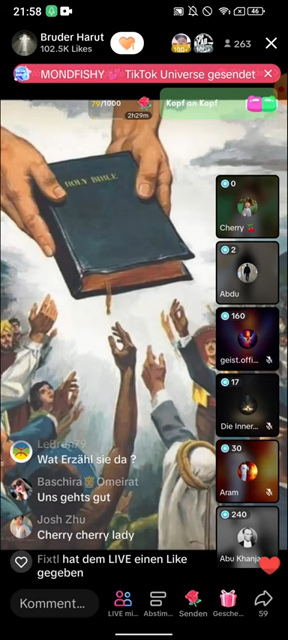 21:58
46
Bruder Harut
102.5K Likes
263
MONDFISHY 💞 TikTok Universe gesendet
79/1000
2h29m
Kopf an Kopf
HOLY BIBLE
0
Cherry 🍒
2
Abdu
160
geist.offi...
17
Die Inner...
30
Aram
240
Abu Khanja
LeBron79
Wat Erzähl sie da ?
Baschira Omeirat
Uns gehts gut
Josh Zhu
Cherry cherry lady
Fixtl hat dem LIVE einen Like
gegeben
Komment...
LIVE mi...
Abstim...
Senden
Gesche...
59